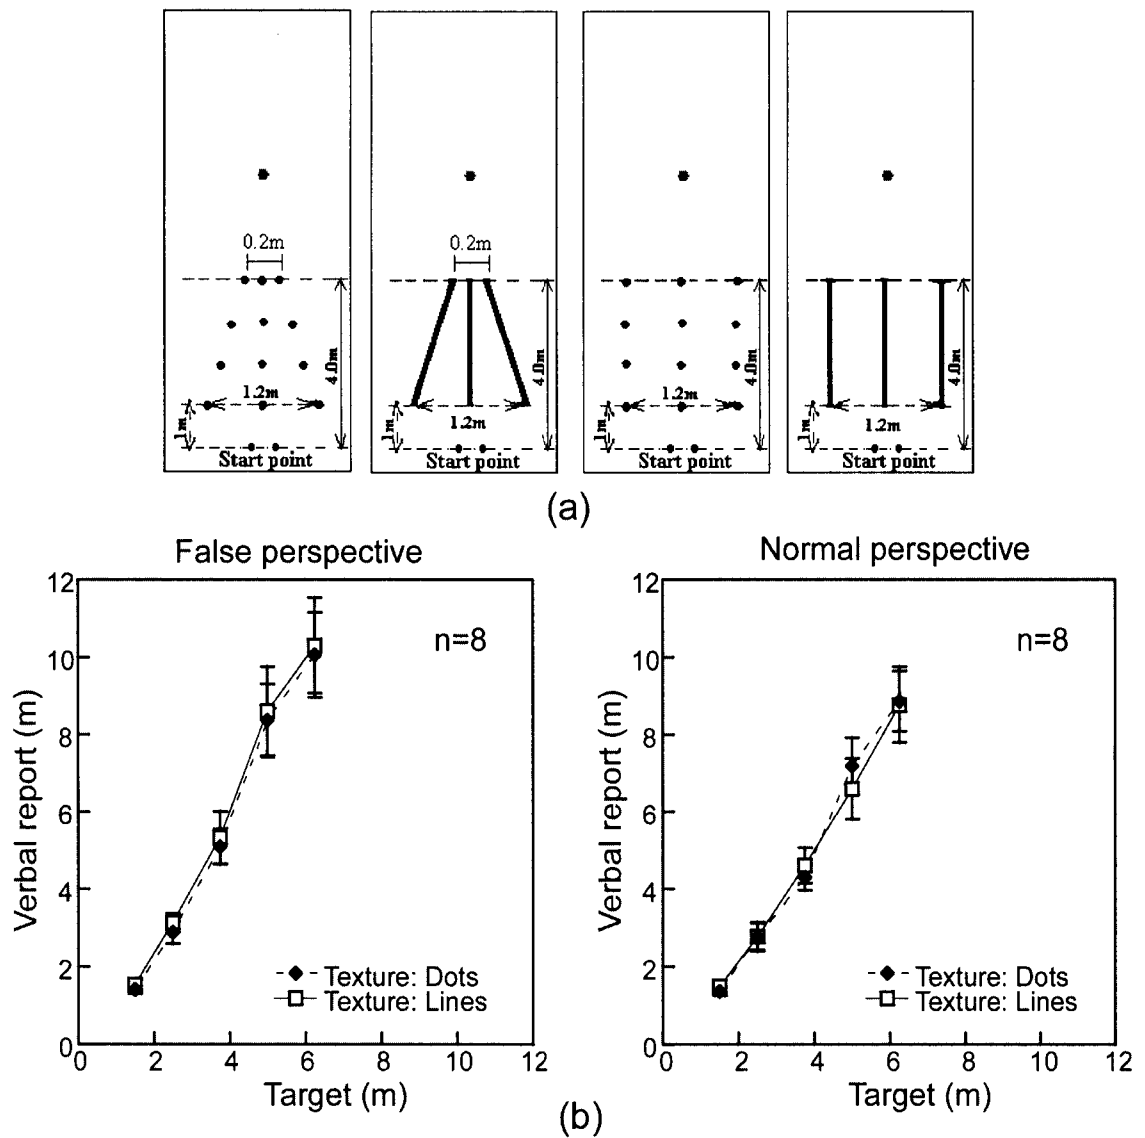 0.2m
0.2m
4.0m
4.0m
4.0m
4.0m
1.2m
1.2m
1.2m
1.2m
1m
1m
1m
1m
Start point
Start point
Start point
Start point
(a)
False perspective
Normal perspective
12
10
8
6
4
2
0
n=8
Verbal report (m)
Texture: Dots
Texture: Lines
0 2 4 6 8 10 12
Target (m)
12
10
8
6
4
2
0
n=8
Verbal report (m)
Texture: Dots
Texture: Lines
0 2 4 6 8 10 12
Target (m)
(b)